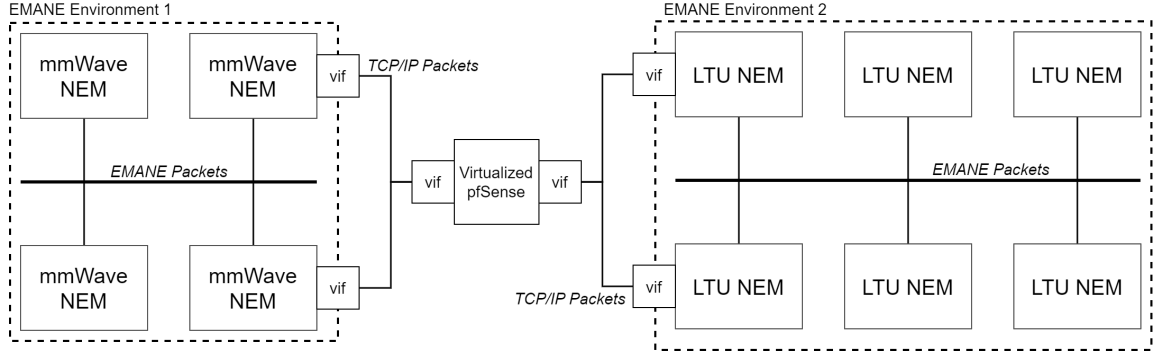 EMANE Environment 1
EMANE Environment 2
mmWave
NEM
mmWave
NEM
vif
TCP/IP Packets
vif
LTU NEM
LTU NEM
LTU NEM
EMANE Packets
vif
Virtualized
pfSense
vif
EMANE Packets
mmWave
NEM
mmWave
NEM
vif
TCP/IP Packets
vif
LTU NEM
LTU NEM
LTU NEM